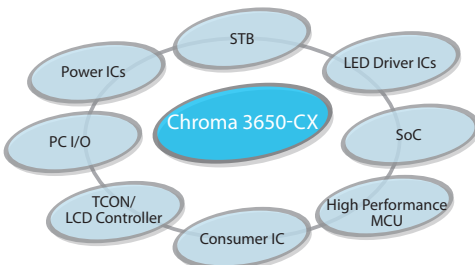 STB
Power ICs
LED Driver ICs
Chroma 3650-CX
PC I/O
SoC
TCON/
LCD Controller
High Performance
MCU
Consumer IC